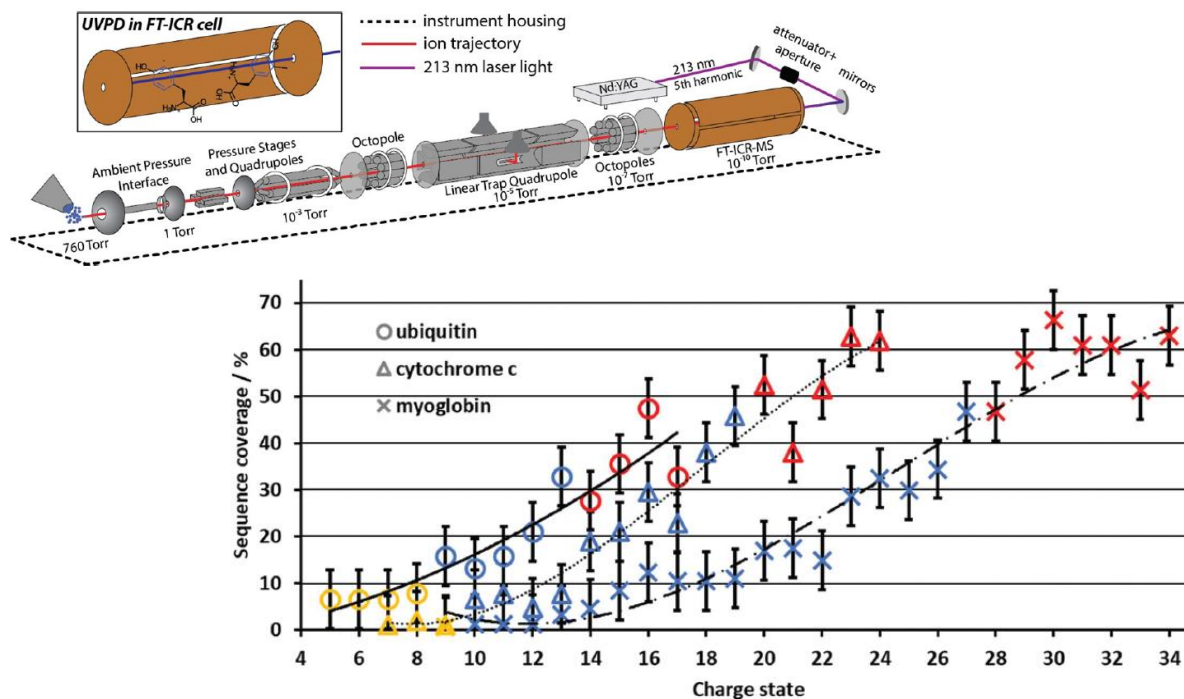 UVPD in FT-ICR cell
instrument housing
ion trajectory
213 nm laser light
attenuator+
aperture
mirrors
Nd:YAG
213 nm
5th harmonic
HO
H₂N
O
OH
FT-ICR-MS
10⁻¹⁰ Torr
Octopoles
10⁻⁷ Torr
Linear Trap Quadrupole
10⁻⁵ Torr
Octopole
Pressure Stages
and Quadrupoles
10⁻³ Torr
Ambient Pressure
Interface
1 Torr
760 Torr
Sequence coverage / %
70
60
50
40
30
20
10
0
ubiquitin
cytochrome c
myoglobin
4 6 8 10 12 14 16 18 20 22 24 26 28 30 32 34
Charge state